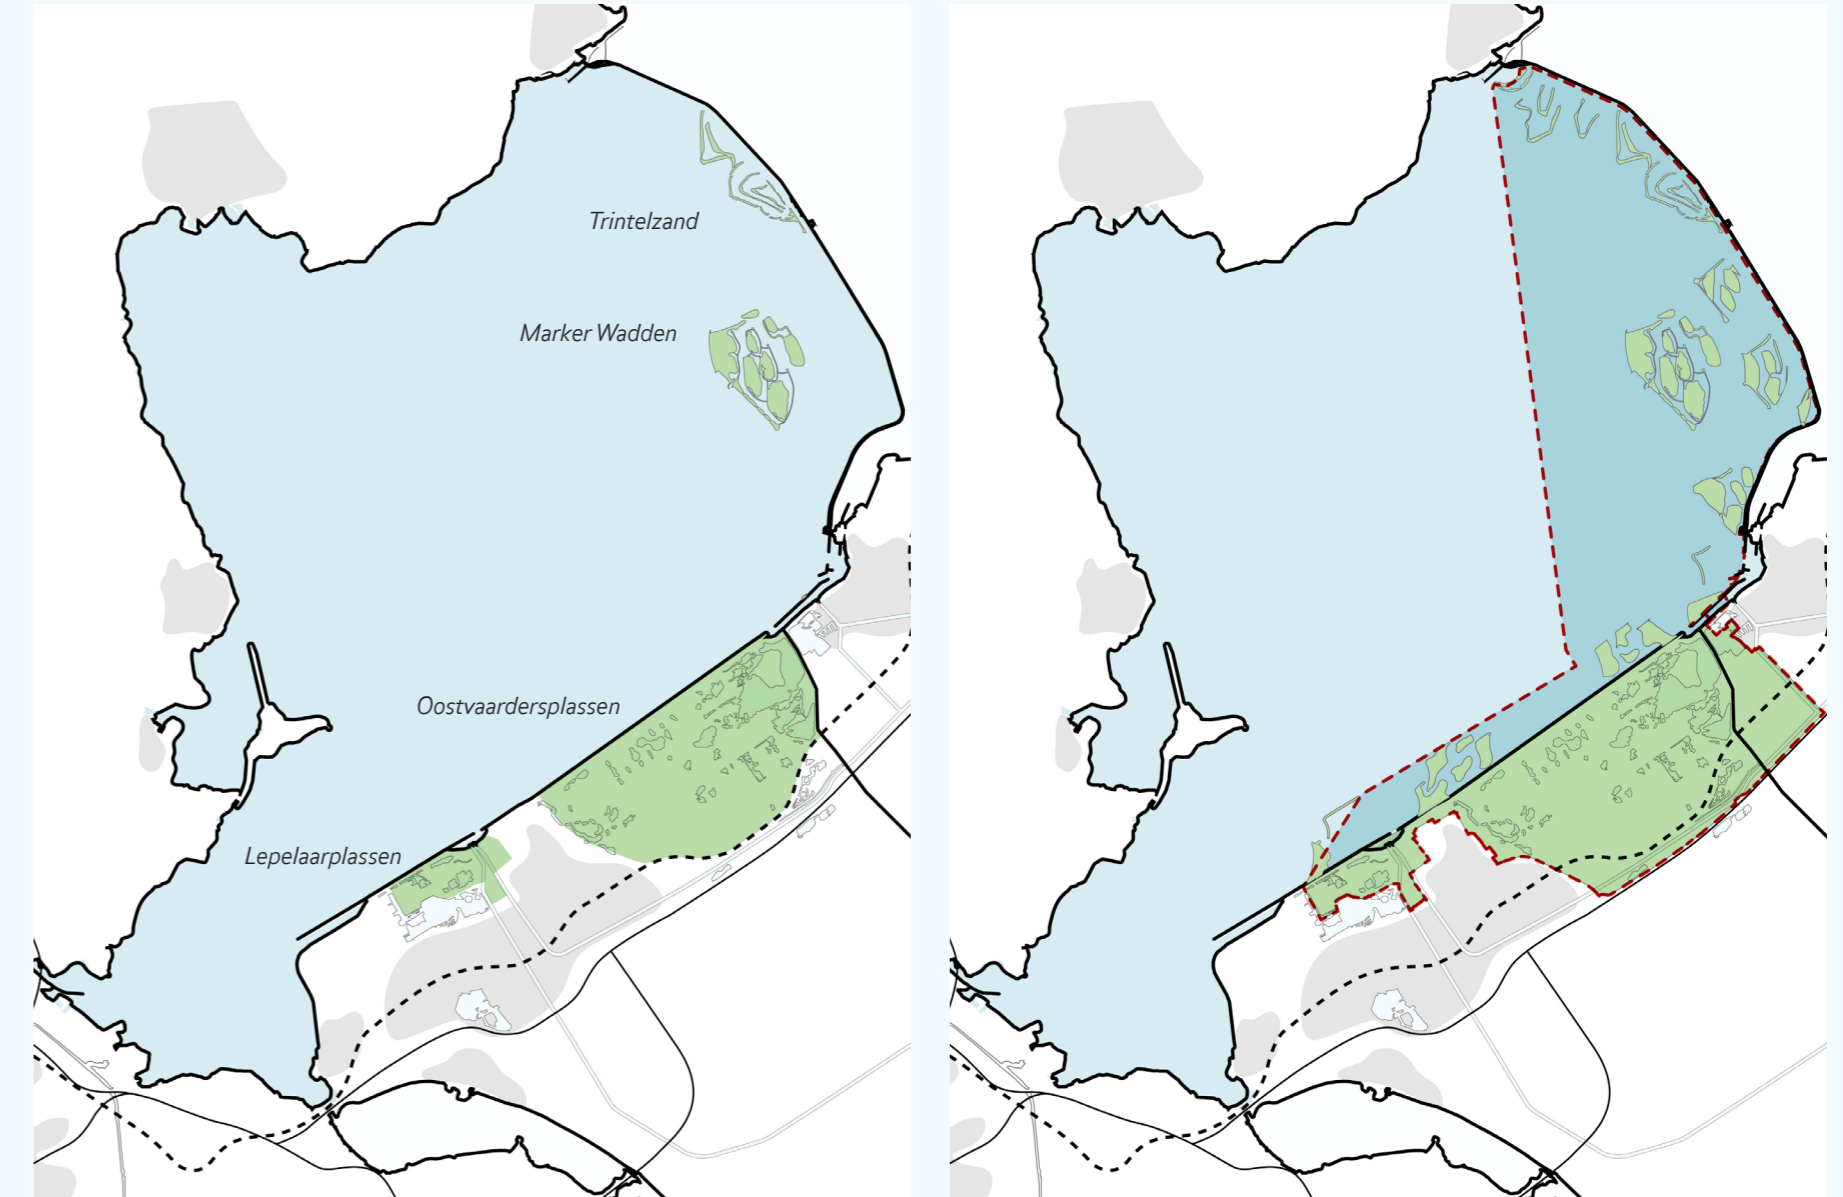 Trintelzand
Marker Wadden
Oostvaardersplassen
Lepelaarplassen